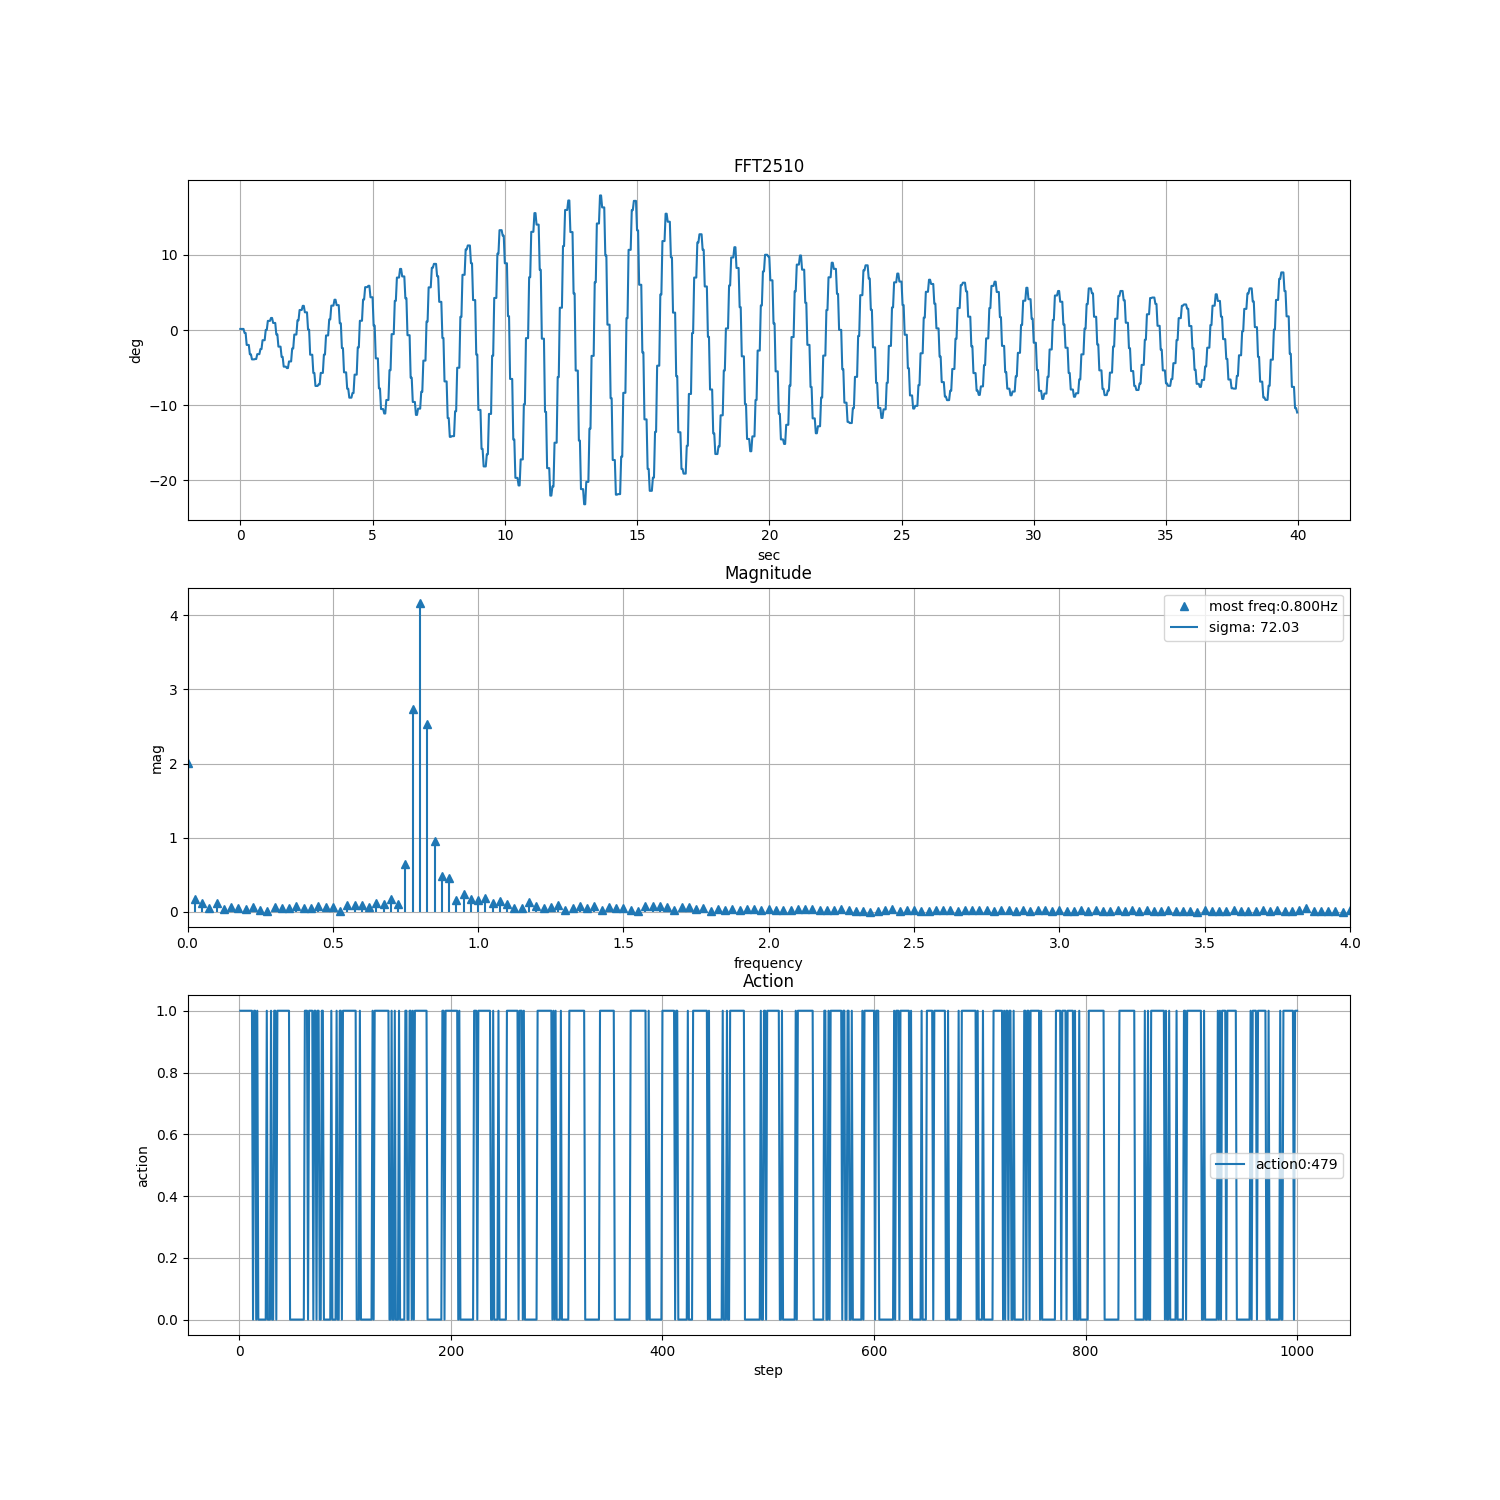 FFT2510
deg
10
0
−10
−20
0 5 10 15 20 25 30 35 40
sec
Magnitude
mag
4
3
2
1
0
most freq:0.800Hz
sigma: 72.03
0.0 0.5 1.0 1.5 2.0 2.5 3.0 3.5 4.0
frequency
Action
action
1.0
0.8
0.6
0.4
0.2
0.0
action0:479
0 200 400 600 800 1000
step